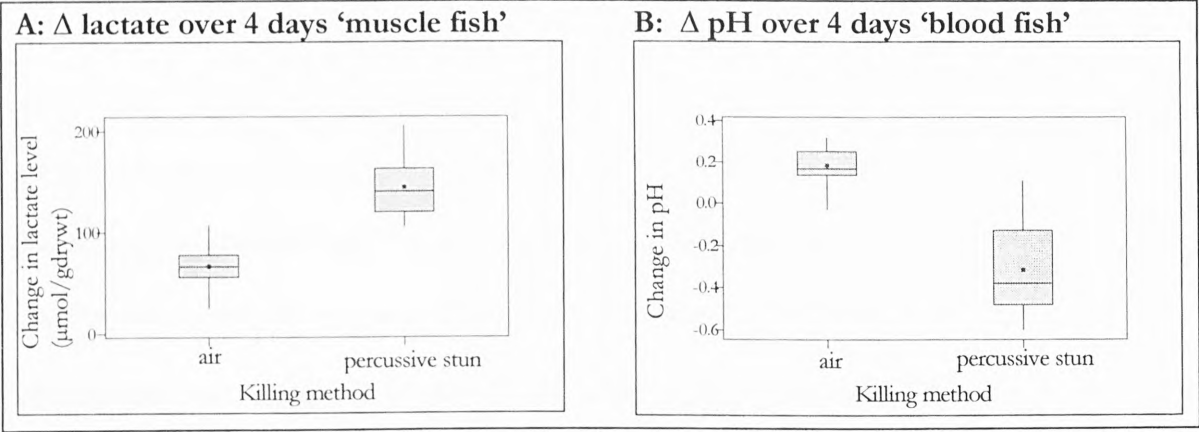 A: Δ lactate over 4 days ‘muscle fish’
Change in lactate level
(μmol/gdrywt)
200
100
0
air
percussive stun
Killing method
B: Δ pH over 4 days ‘blood fish’
Change in pH
0.4
0.2
0.0
-0.2
-0.4
-0.6
air
percussive stun
Killing method